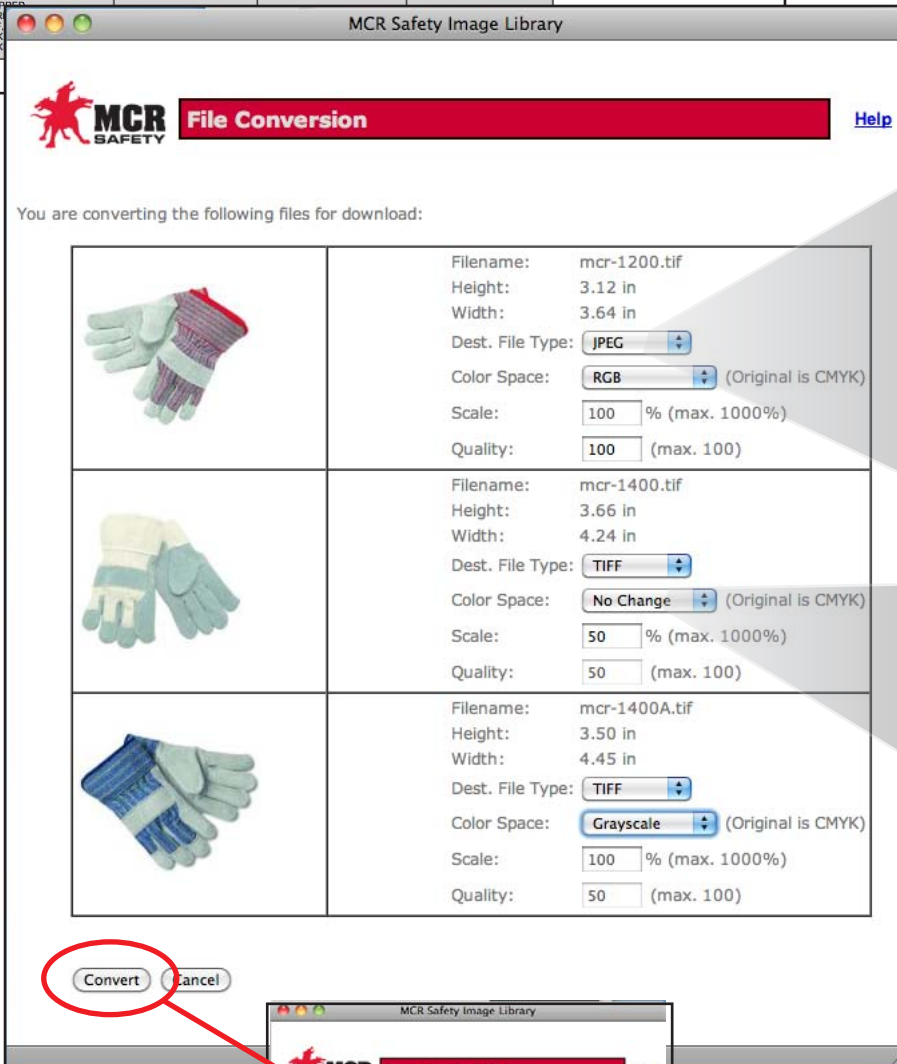 MCR Safety Image Library
MCR SAFETY
File Conversion
Help
You are converting the following files for download:
Filename: mcr-1200.tif
Height: 3.12 in
Width: 3.64 in
Dest. File Type: JPEG
Color Space: RGB (Original is CMYK)
Scale: 100 % (max. 1000%)
Quality: 100 (max. 100)
Filename: mcr-1400.tif
Height: 3.66 in
Width: 4.24 in
Dest. File Type: TIFF
Color Space: No Change (Original is CMYK)
Scale: 50 % (max. 1000%)
Quality: 50 (max. 100)
Filename: mcr-1400A.tif
Height: 3.50 in
Width: 4.45 in
Dest. File Type: TIFF
Color Space: Grayscale (Original is CMYK)
Scale: 100 % (max. 1000%)
Quality: 50 (max. 100)
Convert Cancel
MCR Safety Image Library
MCR